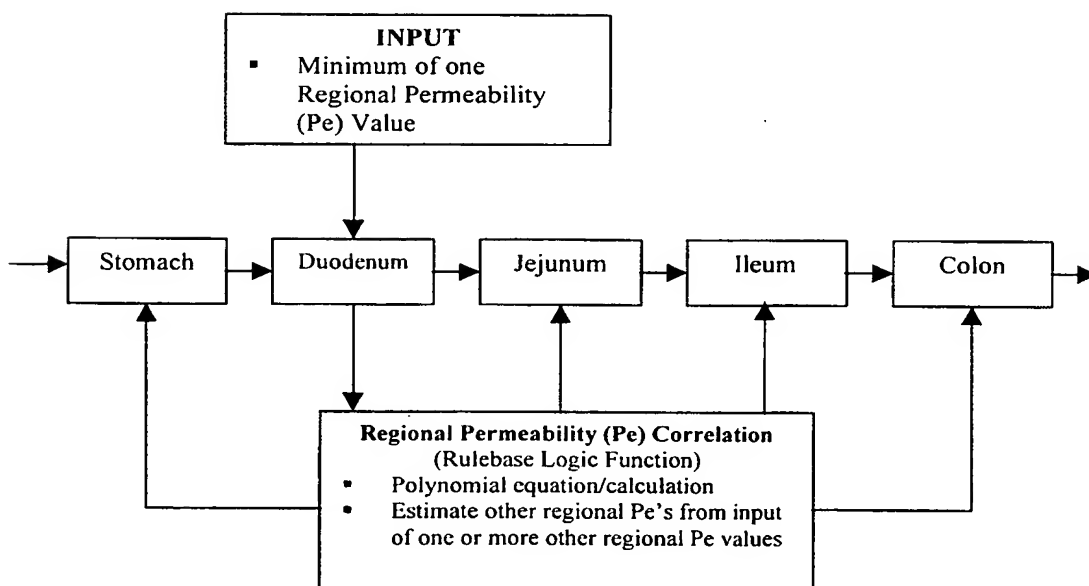 INPUT
▪ Minimum of one
Regional Permeability
(Pe) Value
Stomach
Duodenum
Jejunum
Ileum
Colon
Regional Permeability (Pe) Correlation
(Rulebase Logic Function)
▪ Polynomial equation/calculation
▪ Estimate other regional Pe's from input
of one or more other regional Pe values